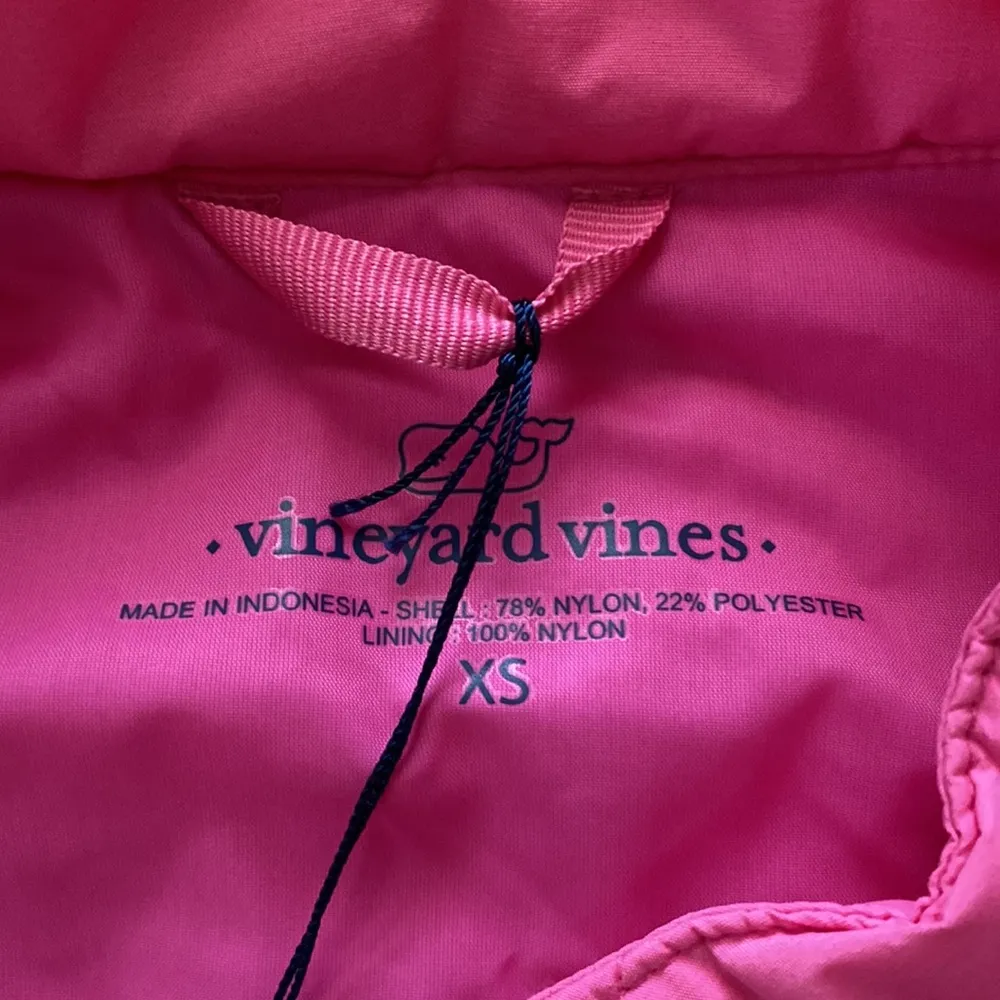 · vineyard vines ·
MADE IN INDONESIA - SHELL : 78% NYLON, 22% POLYESTER
LINING : 100% NYLON
XS